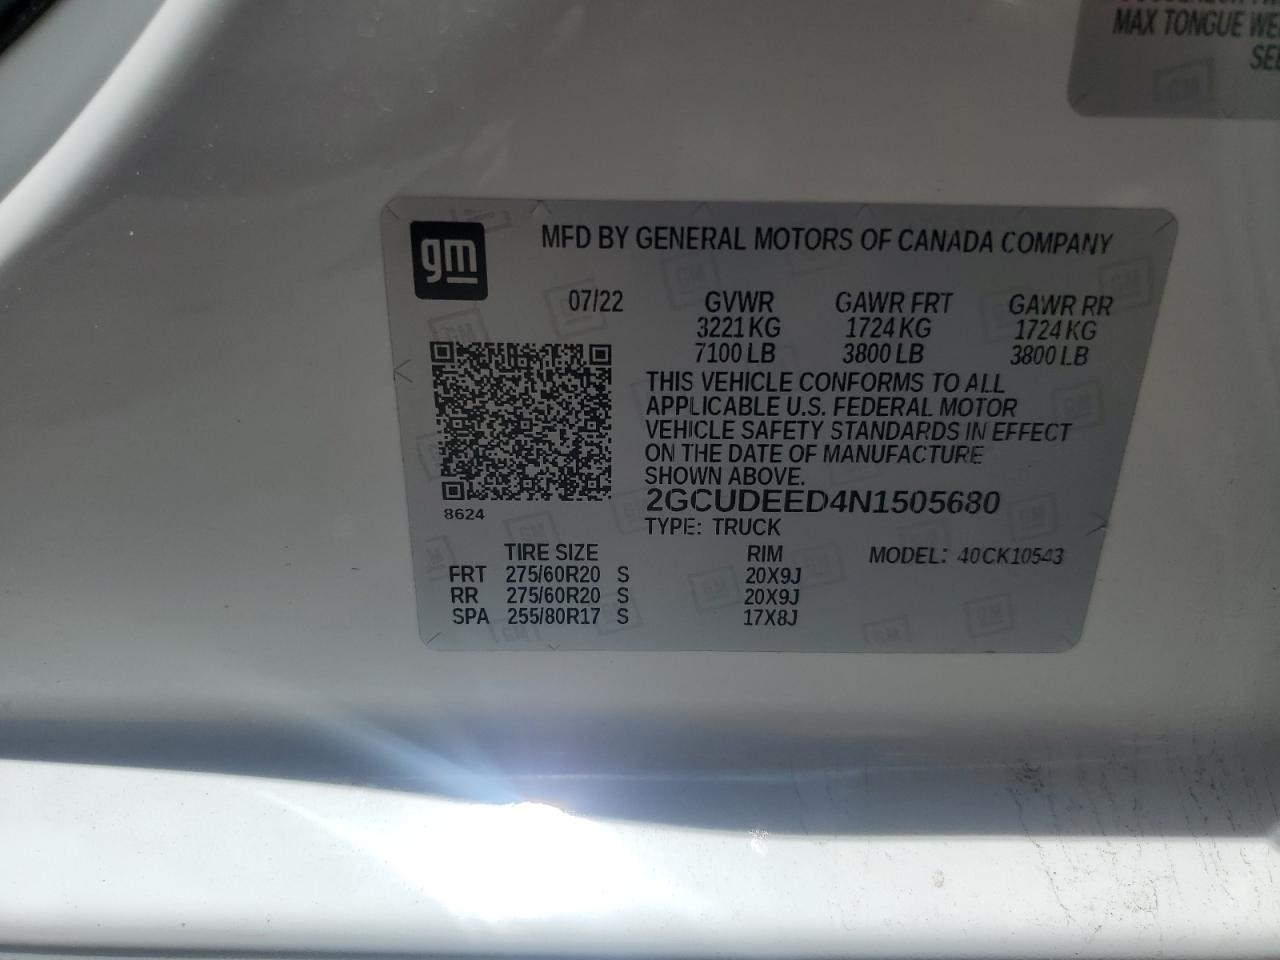 MAX TONGUE
gm
MFD BY GENERAL MOTORS OF CANADA COMPANY
07/22 GVWR GAWR FRT GAWR RR
3221 KG 1724 KG 1724 KG
7100 LB 3800 LB 3800 LB
THIS VEHICLE CONFORMS TO ALL
APPLICABLE U.S. FEDERAL MOTOR
VEHICLE SAFETY STANDARDS IN EFFECT
ON THE DATE OF MANUFACTURE
SHOWN ABOVE.
2GCUDEED4N1505680
8624
TYPE: TRUCK
TIRE SIZE RIM MODEL: 40CK10543
FRT 275/60R20 S 20X9J
RR 275/60R20 S 20X9J
SPA 255/80R17 S 17X8J